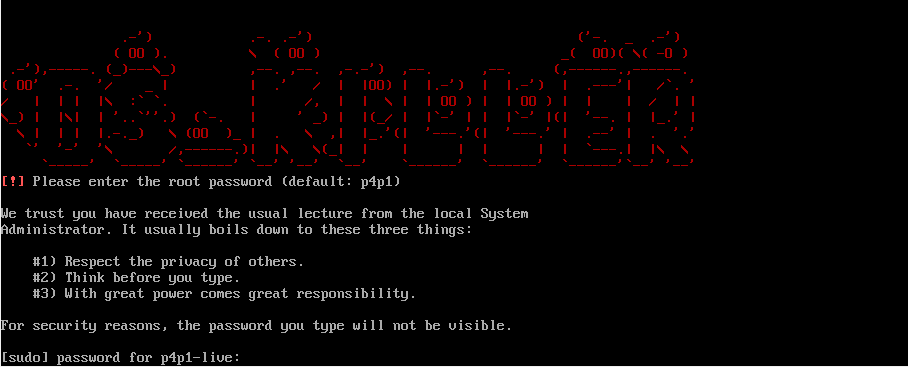 OS_KILLER
[!] Please enter the root password (default: p4p1)
We trust you have received the usual lecture from the local System
Administrator. It usually boils down to these three things:
#1) Respect the privacy of others.
#2) Think before you type.
#3) With great power comes great responsibility.
For security reasons, the password you type will not be visible.
[sudo] password for p4p1-live: